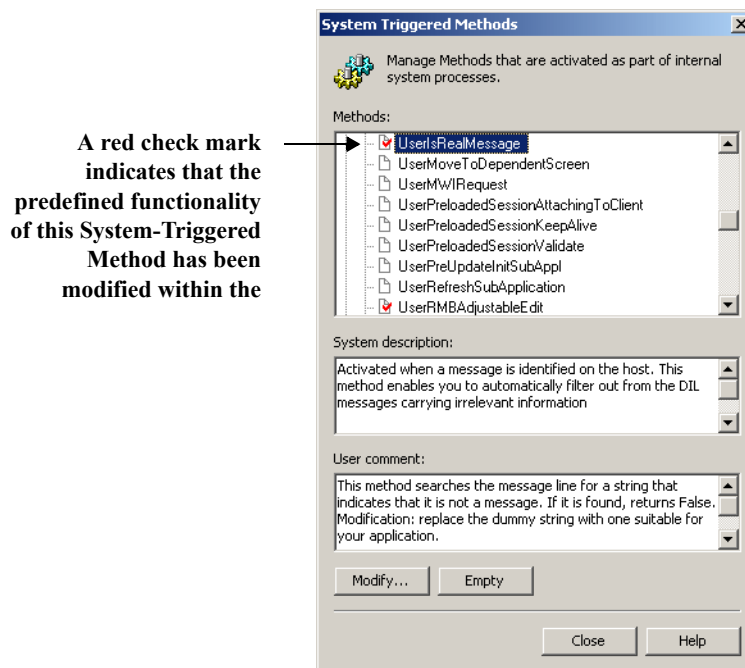 System Triggered Methods
Manage Methods that are activated as part of internal
system processes.
Methods:
A red check mark
indicates that the
predefined functionality
of this System-Triggered
Method has been
modified within the
UserIsRealMessage
UserMoveToDependentScreen
UserMWIRequest
UserPreloadedSessionAttachingToClient
UserPreloadedSessionKeepAlive
UserPreloadedSessionValidate
UserPreUpdateInitSubAppl
UserRefreshSubApplication
UserRMBAdjustableEdit
System description:
Activated when a message is identified on the host. This
method enables you to automatically filter out from the DIL
messages carrying irrelevant information
User comment:
This method searches the message line for a string that
indicates that it is not a message. If it is found, returns False.
Modification: replace the dummy string with one suitable for
your application.
Modify...
Empty
Close
Help